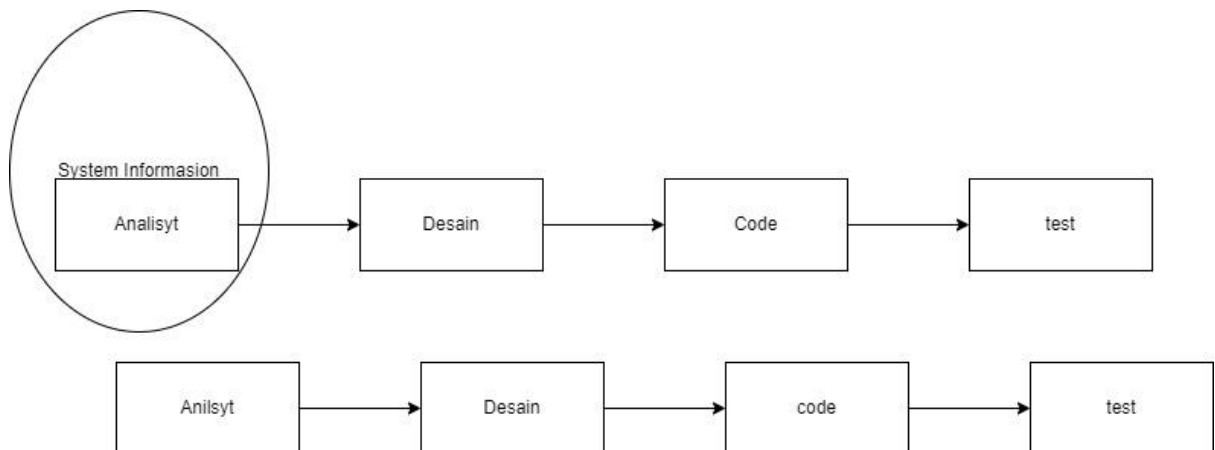 System Informasion
Analisyt
Desain
Code
test
Anilsyt
Desain
code
test